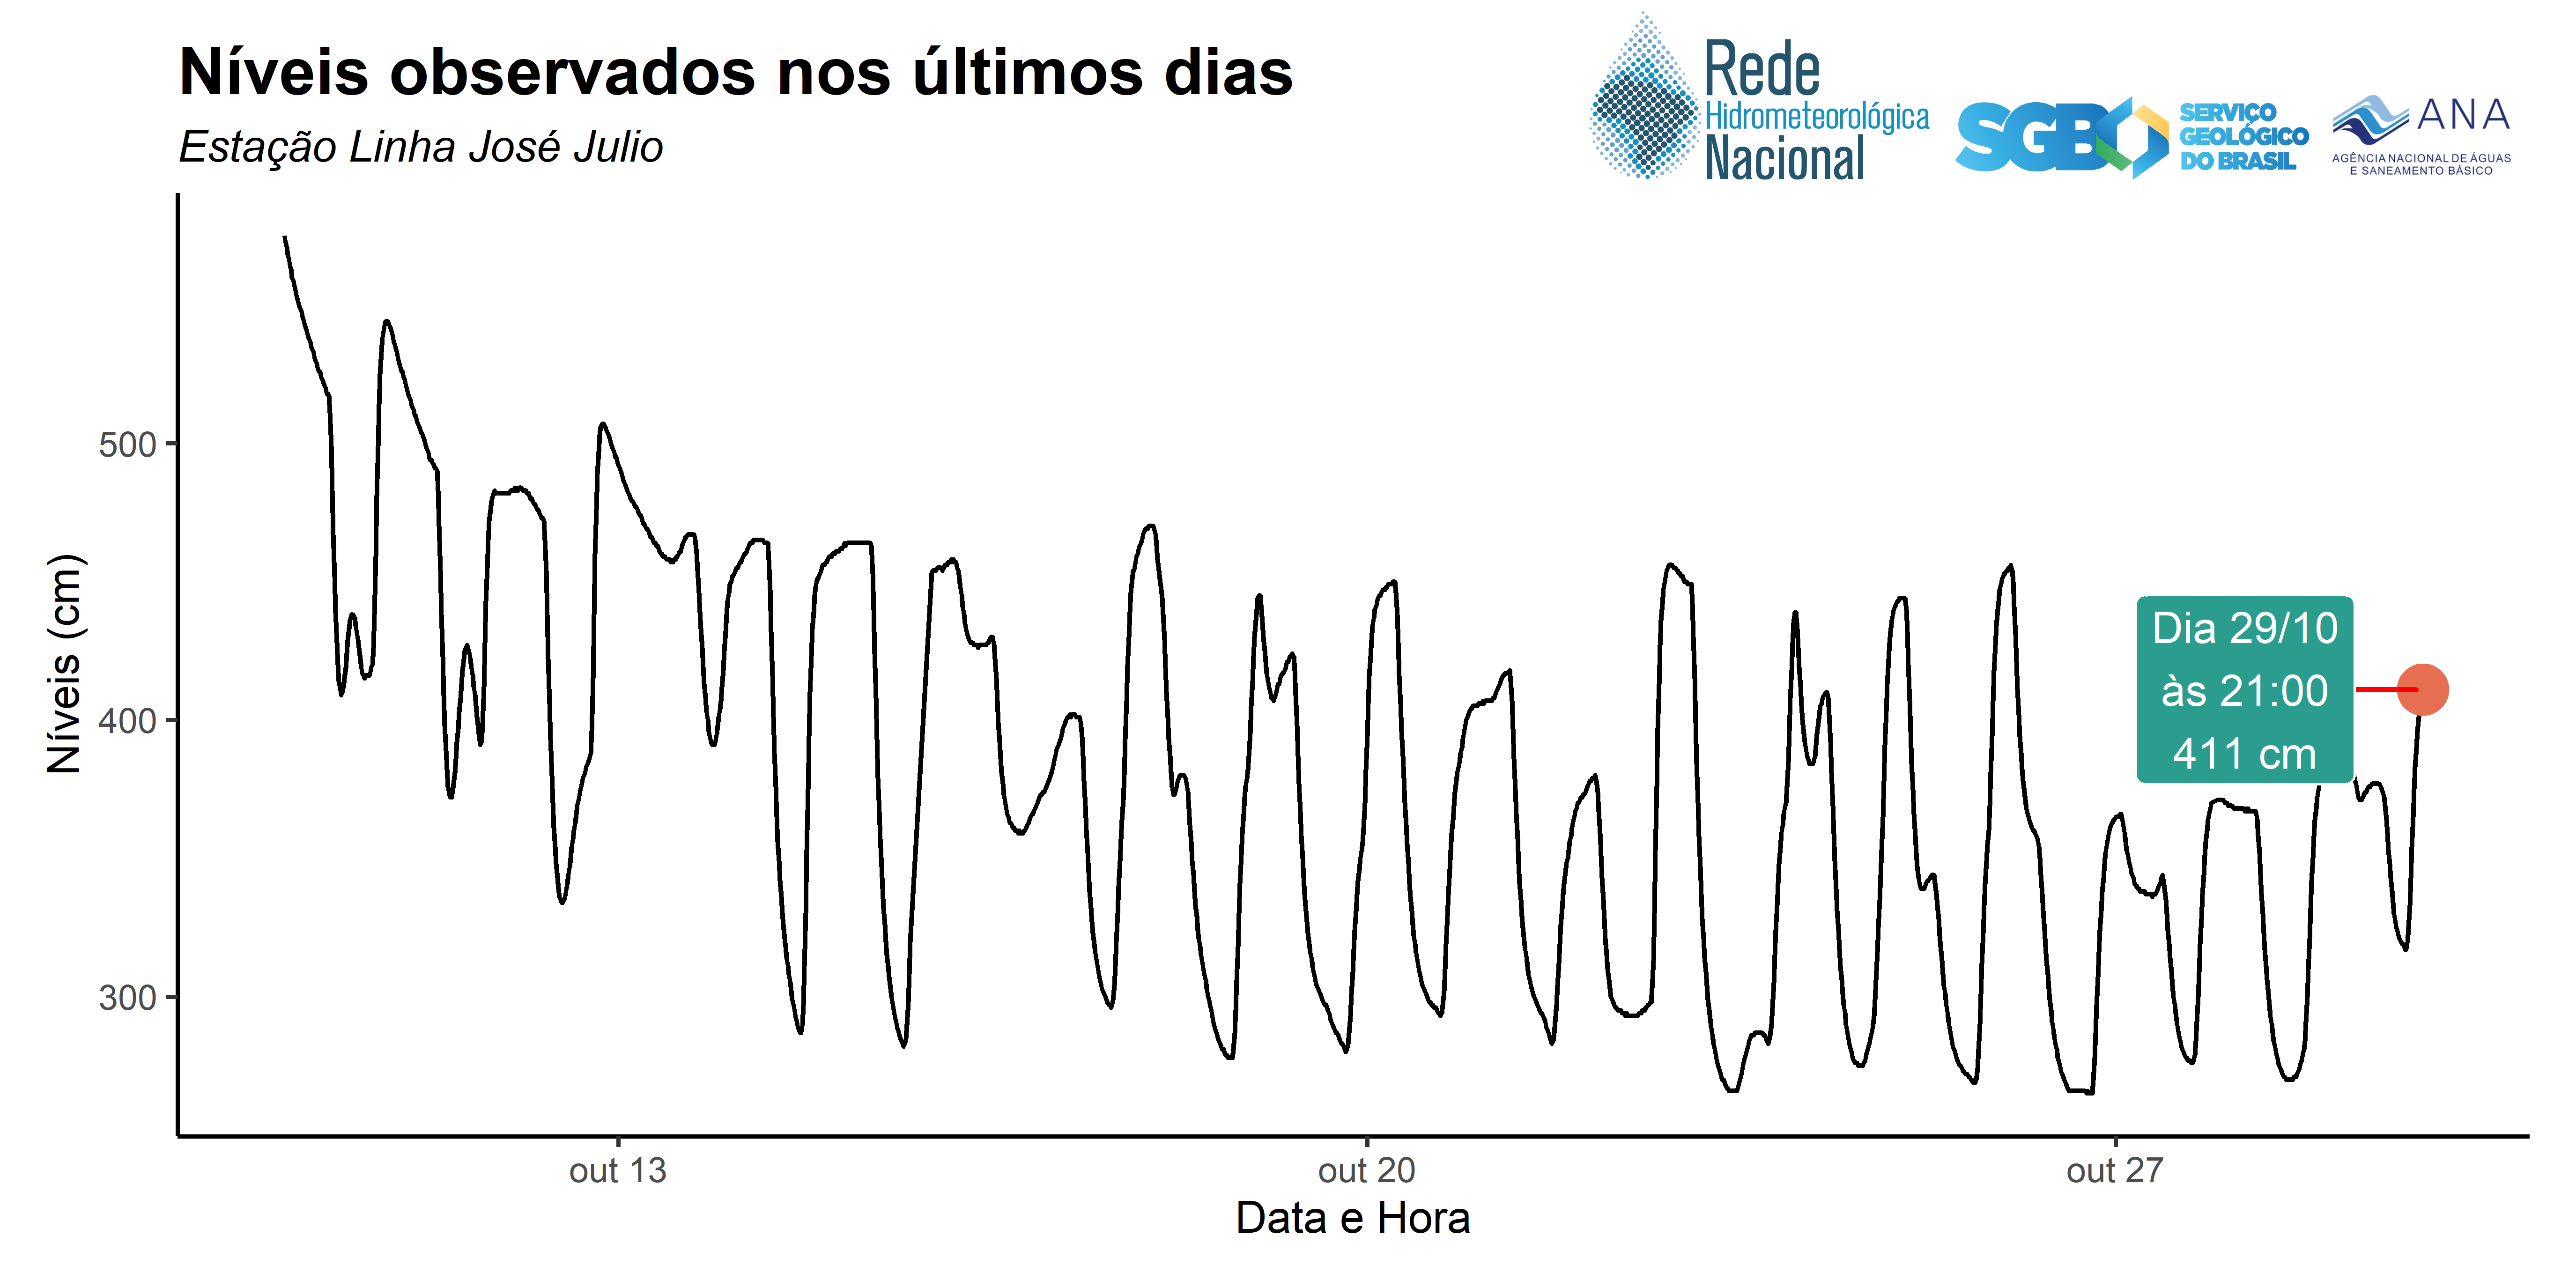 Níveis observados nos últimos dias
Estação Linha José Julio
Rede
Hidrometeorológica
Nacional
SGB
SERVIÇO
GEOLÓGICO
DO BRASIL
ANA
AGÊNCIA NACIONAL DE ÁGUAS
E SANEAMENTO BÁSICO
Níveis (cm)
500
400
300
Dia 29/10
às 21:00
411 cm
out 13
out 20
out 27
Data e Hora